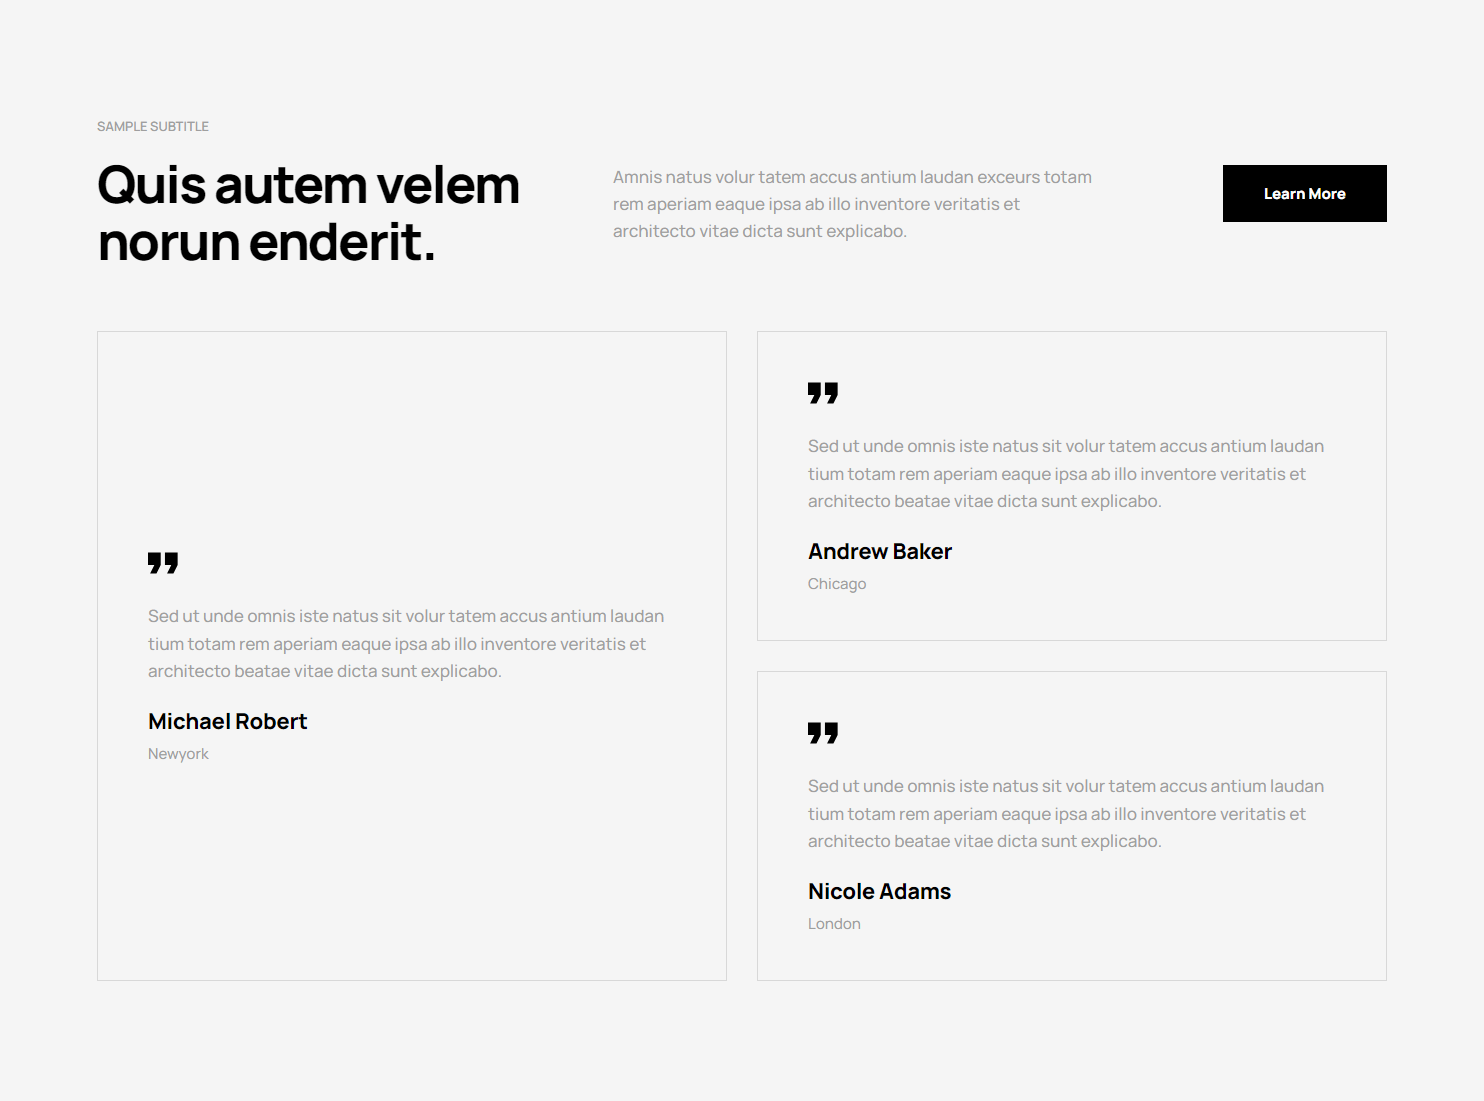 SAMPLE SUBTITLE
Quis autem velem
norun enderit.
Amnis natus volur tatem accus antium laudan exceurs totam
rem aperiam eaque ipsa ab illo inventore veritatis et
architecto vitae dicta sunt explicabo.
Learn More
”
Sed ut unde omnis iste natus sit volur tatem accus antium laudan
tium totam rem aperiam eaque ipsa ab illo inventore veritatis et
architecto beatae vitae dicta sunt explicabo.
Michael Robert
Newyork
”
Sed ut unde omnis iste natus sit volur tatem accus antium laudan
tium totam rem aperiam eaque ipsa ab illo inventore veritatis et
architecto beatae vitae dicta sunt explicabo.
Andrew Baker
Chicago
”
Sed ut unde omnis iste natus sit volur tatem accus antium laudan
tium totam rem aperiam eaque ipsa ab illo inventore veritatis et
architecto beatae vitae dicta sunt explicabo.
Nicole Adams
London